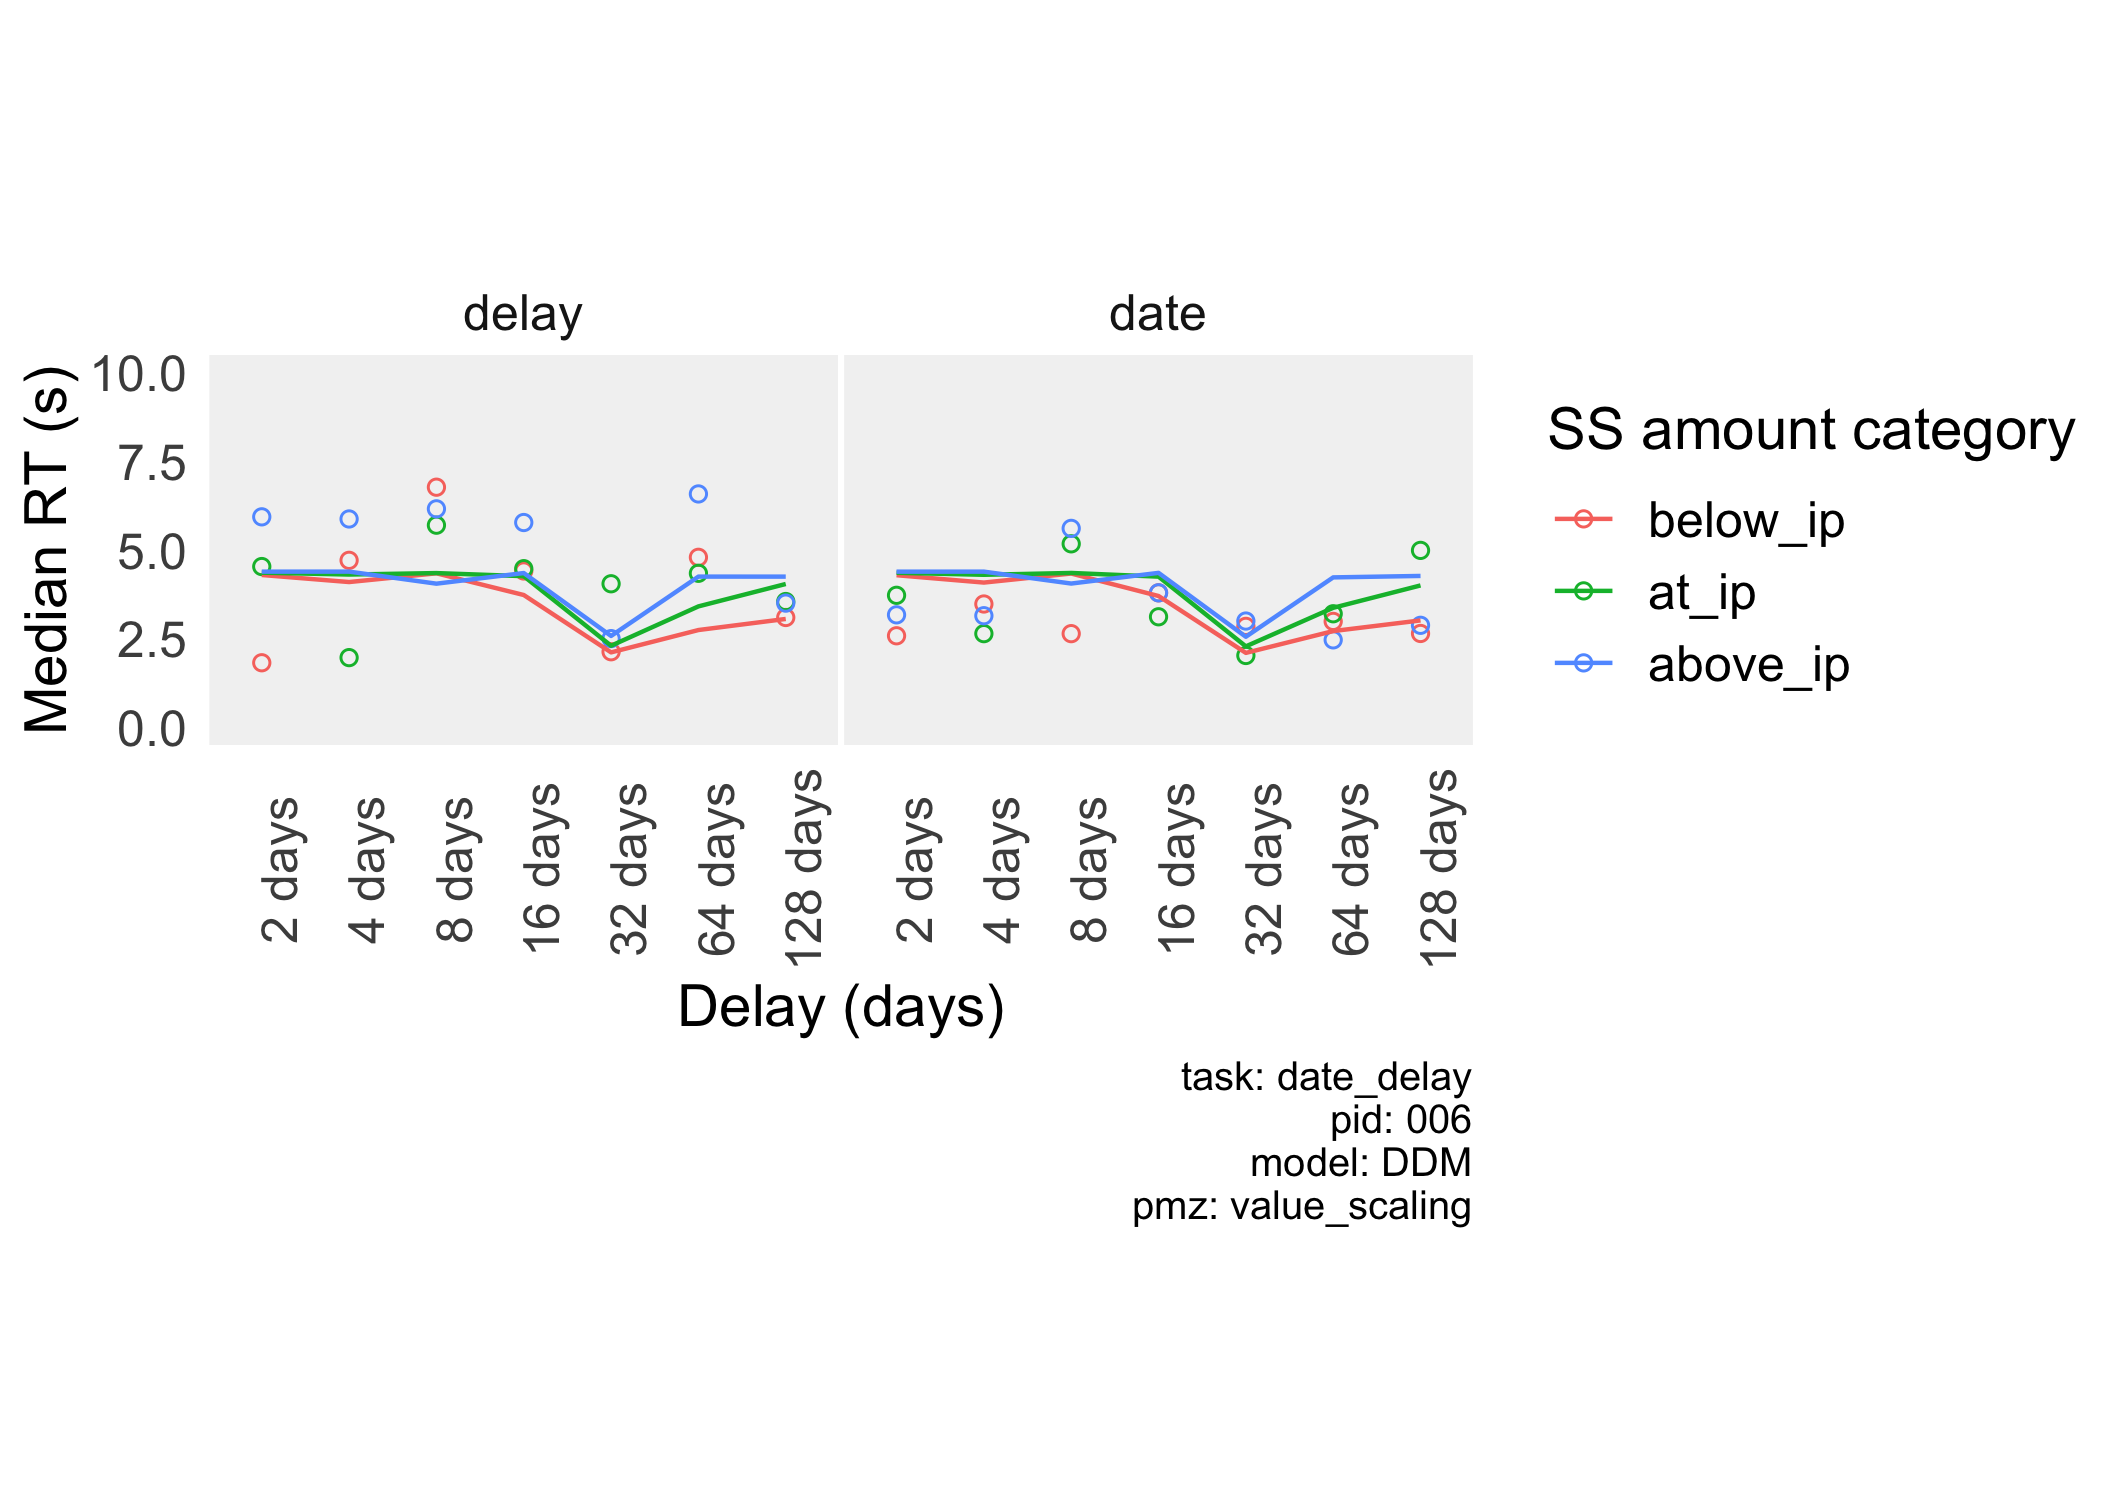 delay
date
Median RT (s)
10.0
7.5
5.0
2.5
0.0
2 days
4 days
8 days
16 days
32 days
64 days
128 days
2 days
4 days
8 days
16 days
32 days
64 days
128 days
Delay (days)
SS amount category
below_ip
at_ip
above_ip
task: date_delay
pid: 006
model: DDM
pmz: value_scaling